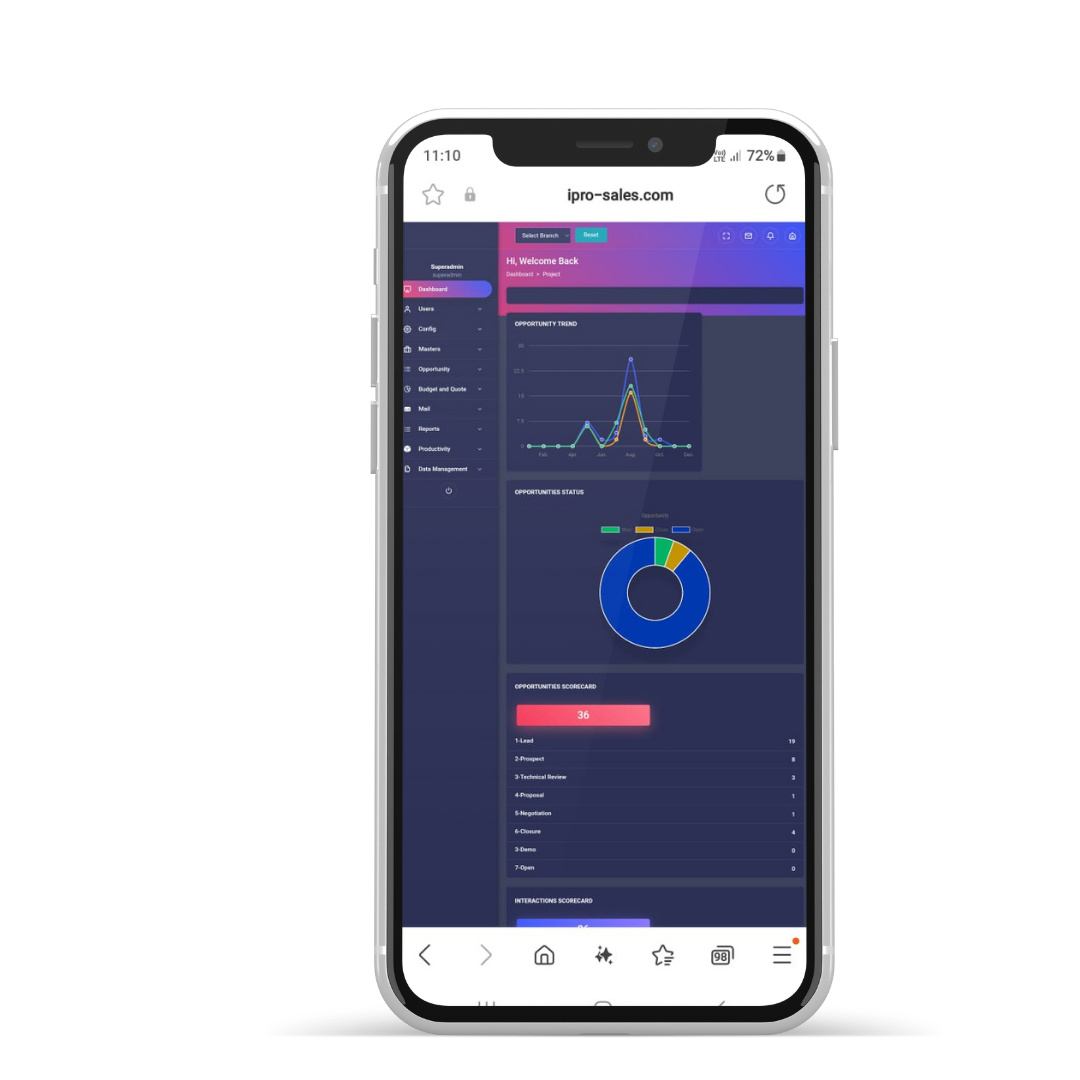 11:10
Vo)) LTE 72%
ipro-sales.com
Select Branch Reset
Superadmin
superadmin
Dashboard
Users
Config
Masters
Opportunity
Budget and Quote
Mail
Reports
Productivity
Data Management
Hi, Welcome Back
Dashboard > Project
OPPORTUNITY TREND
30
22.5
15
7.5
0
Feb Apr Jun Aug Oct Dec
OPPORTUNITIES STATUS
Opportunity
OPPORTUNITIES SCORECARD
36
1-Lead 19
2-Prospect 8
3-Technical Review 3
4-Proposal 1
5-Negotiation 1
6-Closure 4
3-Demo 0
7-Open 0
INTERACTIONS SCORECARD
98